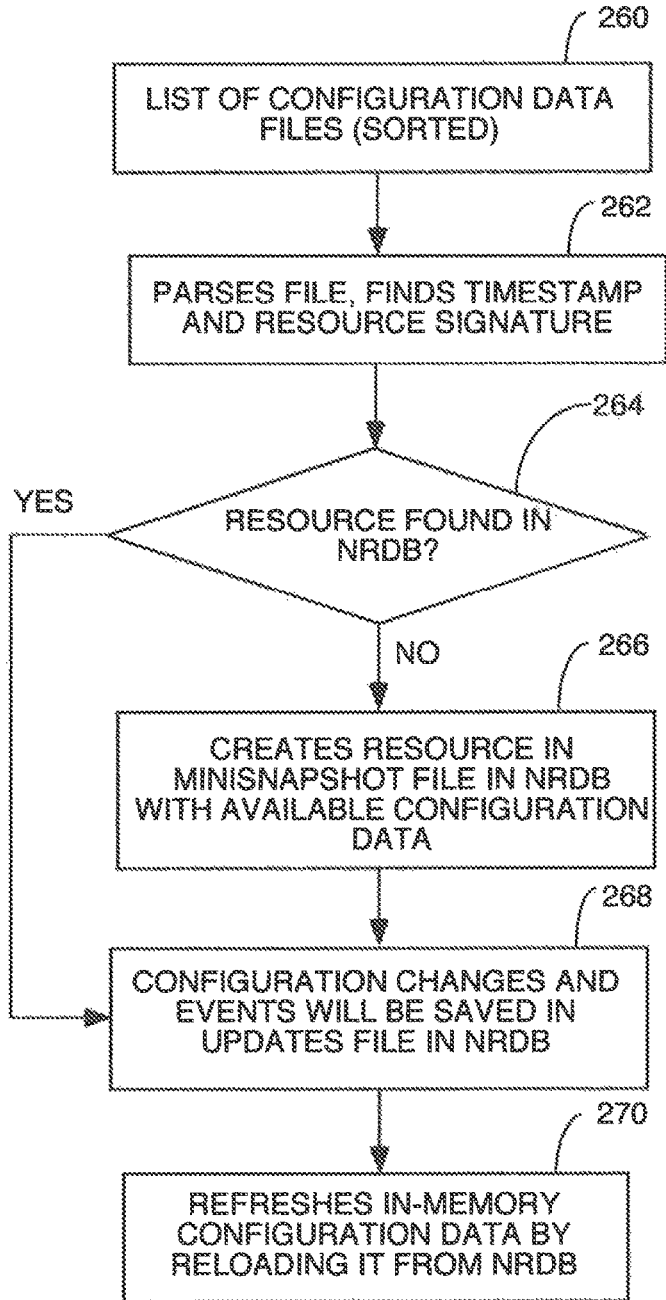 260
LIST OF CONFIGURATION DATA
FILES (SORTED)
262
PARSES FILE, FINDS TIMESTAMP
AND RESOURCE SIGNATURE
264
YES
RESOURCE FOUND IN
NRDB?
NO
266
CREATES RESOURCE IN
MINISNAPSHOT FILE IN NRDB
WITH AVAILABLE CONFIGURATION
DATA
268
CONFIGURATION CHANGES AND
EVENTS WILL BE SAVED IN
UPDATES FILE IN NRDB
270
REFRESHES IN-MEMORY
CONFIGURATION DATA BY
RELOADING IT FROM NRDB